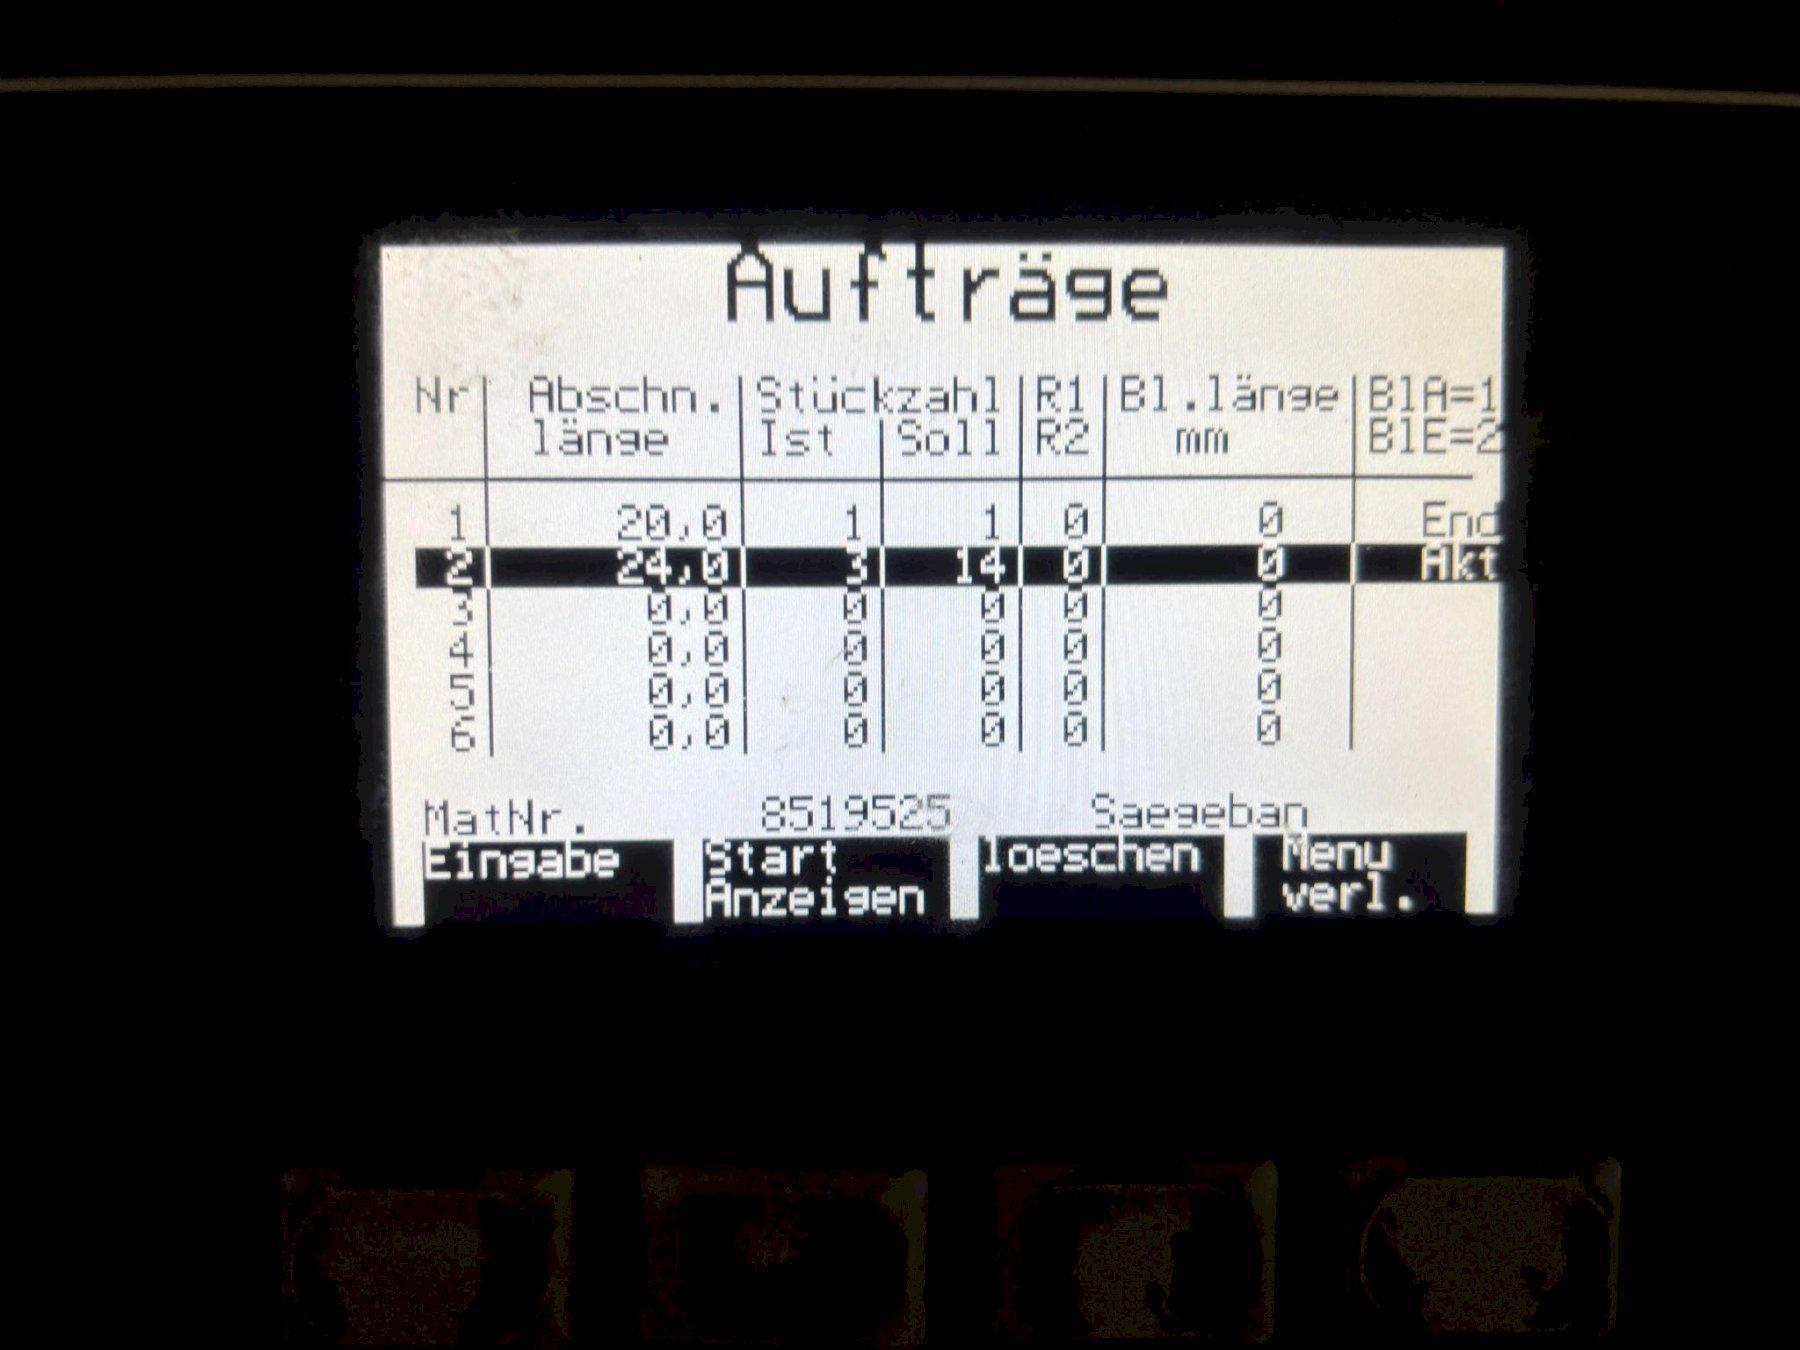 Aufträge
Nr Abschn. Stückzahl R1 Bl.länge BlA=1
länge Ist Soll R2 mm BlE=2
1 20,0 1 1 0 0 End
2 24,0 3 14 0 0 Akt
3 0,0 0 0 0 0
4 0,0 0 0 0 0
5 0,0 0 0 0 0
6 0,0 0 0 0 0
MatNr. 8519525 Saegeban
Eingabe Start loeschen Menu
Anzeigen verl.